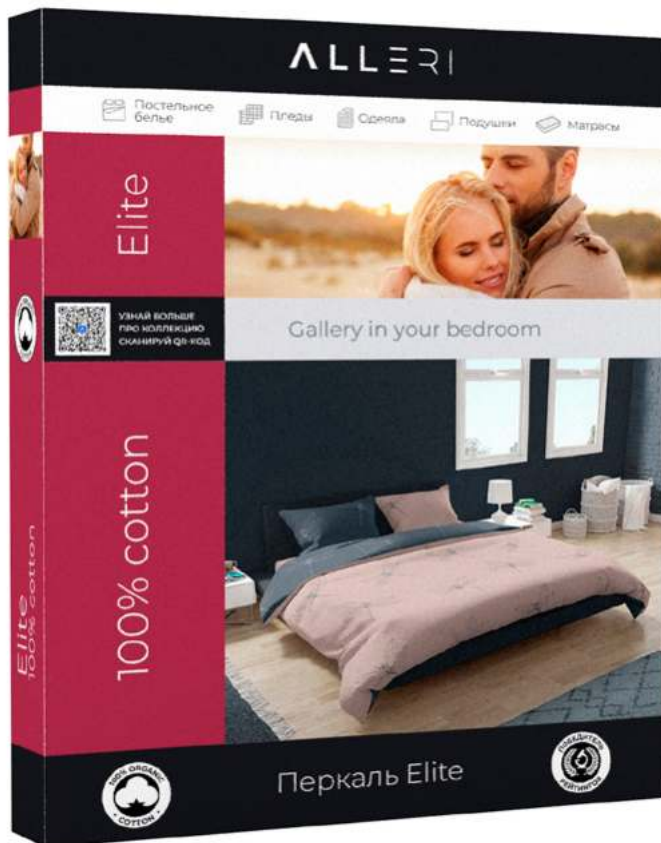 ALLERI
Постельное
белье
Пледы
Одеяла
Подушки
Матрасы
Elite
УЗНАЙ БОЛЬШЕ
ПРО КОЛЛЕКЦИЮ
СКАНИРУЙ QR-КОД
Gallery in your bedroom
100% cotton
Elite
100% cotton
100% ORGANIC
COTTON
Перкаль Elite
ПОБЕДИТЕЛЬ
РЕЙТИНГОВ